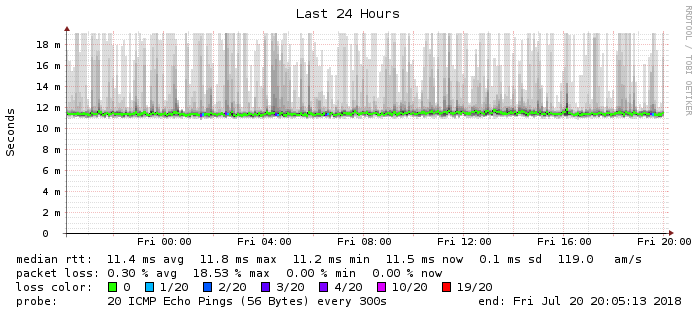 Last 24 Hours
RRDTOOL / TOBI OETIKER
Seconds
18 m
16 m
14 m
12 m
10 m
8 m
6 m
4 m
2 m
0
Fri 00:00 Fri 04:00 Fri 08:00 Fri 12:00 Fri 16:00 Fri 20:00
median rtt: 11.4 ms avg 11.8 ms max 11.2 ms min 11.5 ms now 0.1 ms sd 119.0 am/s
packet loss: 0.30 % avg 18.53 % max 0.00 % min 0.00 % now
loss color: 0 1/20 2/20 3/20 4/20 10/20 19/20
probe: 20 ICMP Echo Pings (56 Bytes) every 300s end: Fri Jul 20 20:05:13 2018